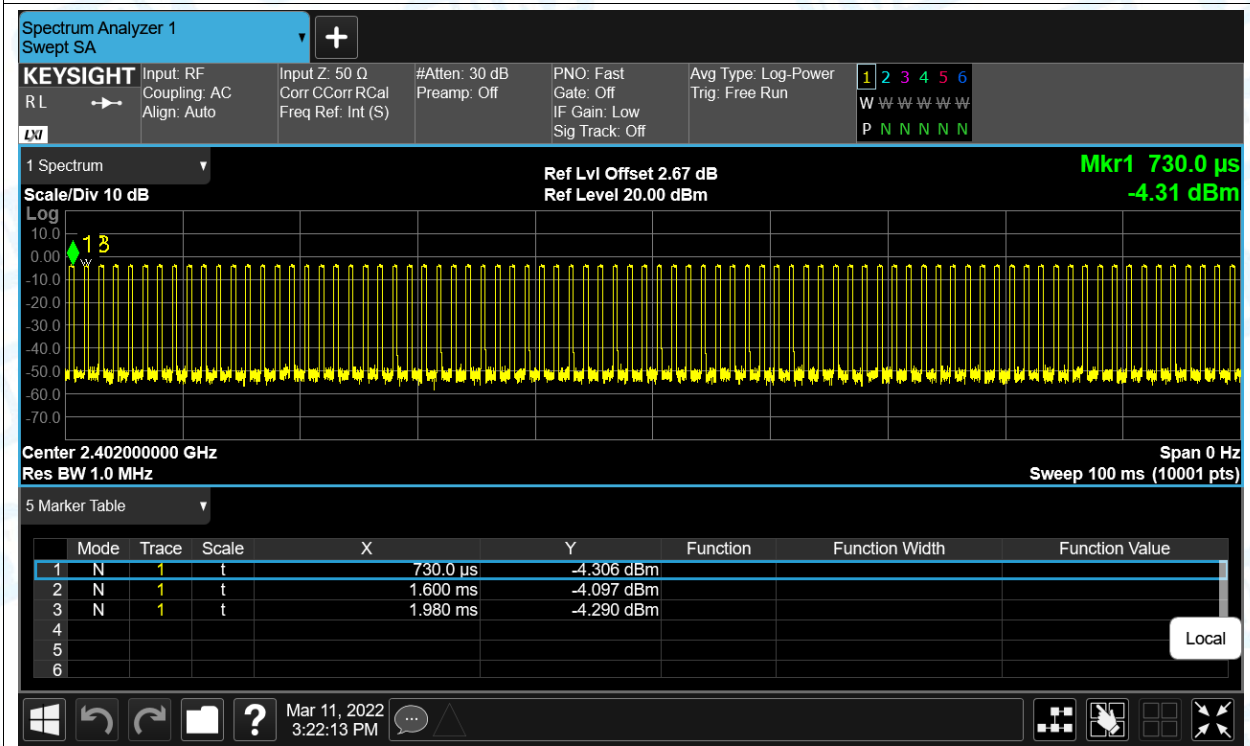 Spectrum Analyzer 1
Swept SA
KEYSIGHT
R L
LXI
Input: RF
Coupling: AC
Align: Auto
Input Z: 50 Ω
Corr CCorr RCal
Freq Ref: Int (S)
#Atten: 30 dB
Preamp: Off
PNO: Fast
Gate: Off
IF Gain: Low
Sig Track: Off
Avg Type: Log-Power
Trig: Free Run
1 2 3 4 5 6
W W W W W W
P N N N N N
1 Spectrum
Scale/Div 10 dB
Ref Lvl Offset 2.67 dB
Ref Level 20.00 dBm
Mkr1 730.0 µs
-4.31 dBm
Log
10.0
0.00
-10.0
-20.0
-30.0
-40.0
-50.0
-60.0
-70.0
1 3
Center 2.402000000 GHz
Res BW 1.0 MHz
Span 0 Hz
Sweep 100 ms (10001 pts)
5 Marker Table
Mode Trace Scale X Y Function Function Width Function Value
1 N 1 t 730.0 µs -4.306 dBm
2 N 1 t 1.600 ms -4.097 dBm
3 N 1 t 1.980 ms -4.290 dBm
4
5
6
Local
?
Mar 11, 2022
3:22:13 PM